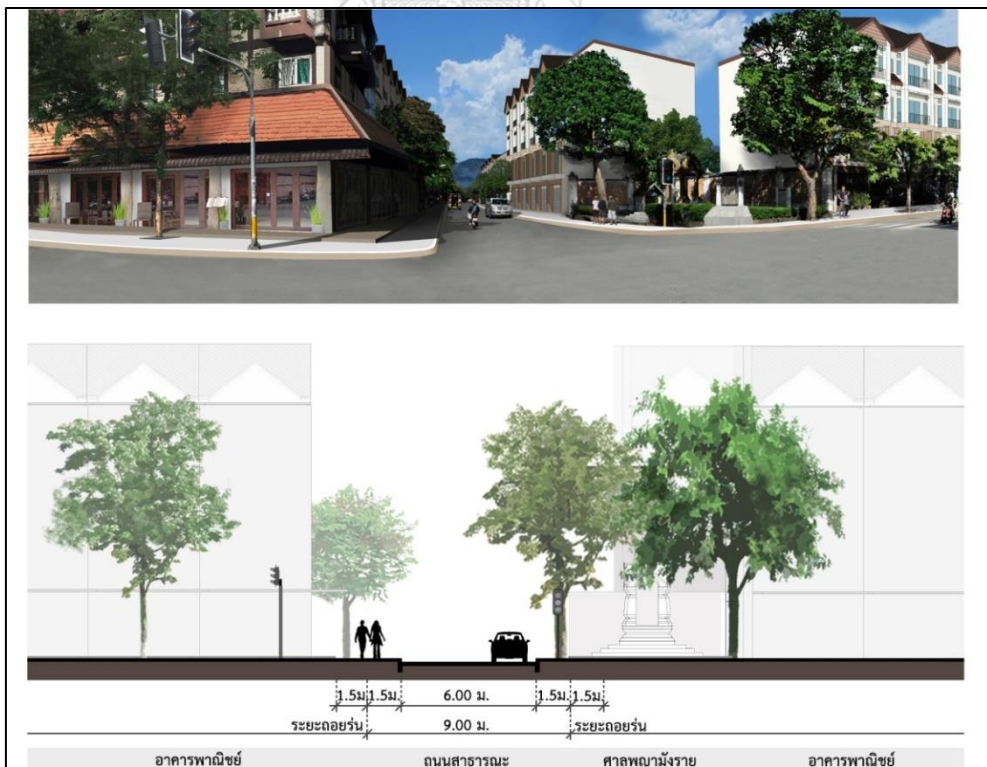 1.5ม 1.5ม. 6.00 ม. 1.5ม. 1.5ม.
ระยะถอยร่น 9.00 ม. ระยะถอยร่น
อาคารพาณิชย์ ถนนสาธารณะ ศาลพญามังราย อาคารพาณิชย์